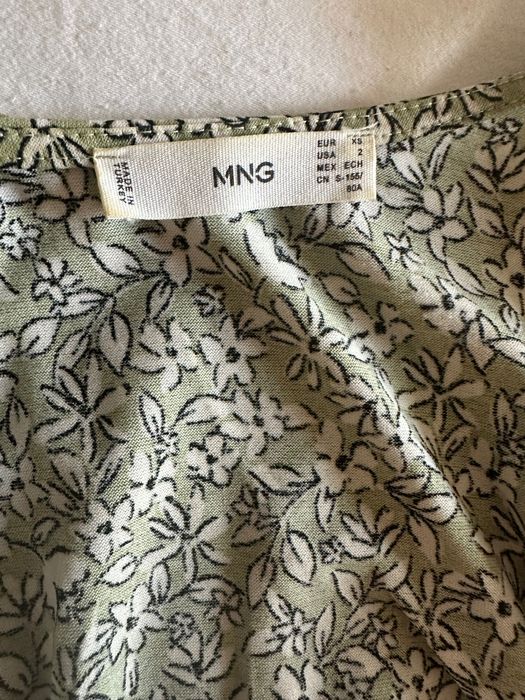 MADE IN
TURKEY
MNG
EUR XS
USA 2
MEX ECH
CN S-155/
80A